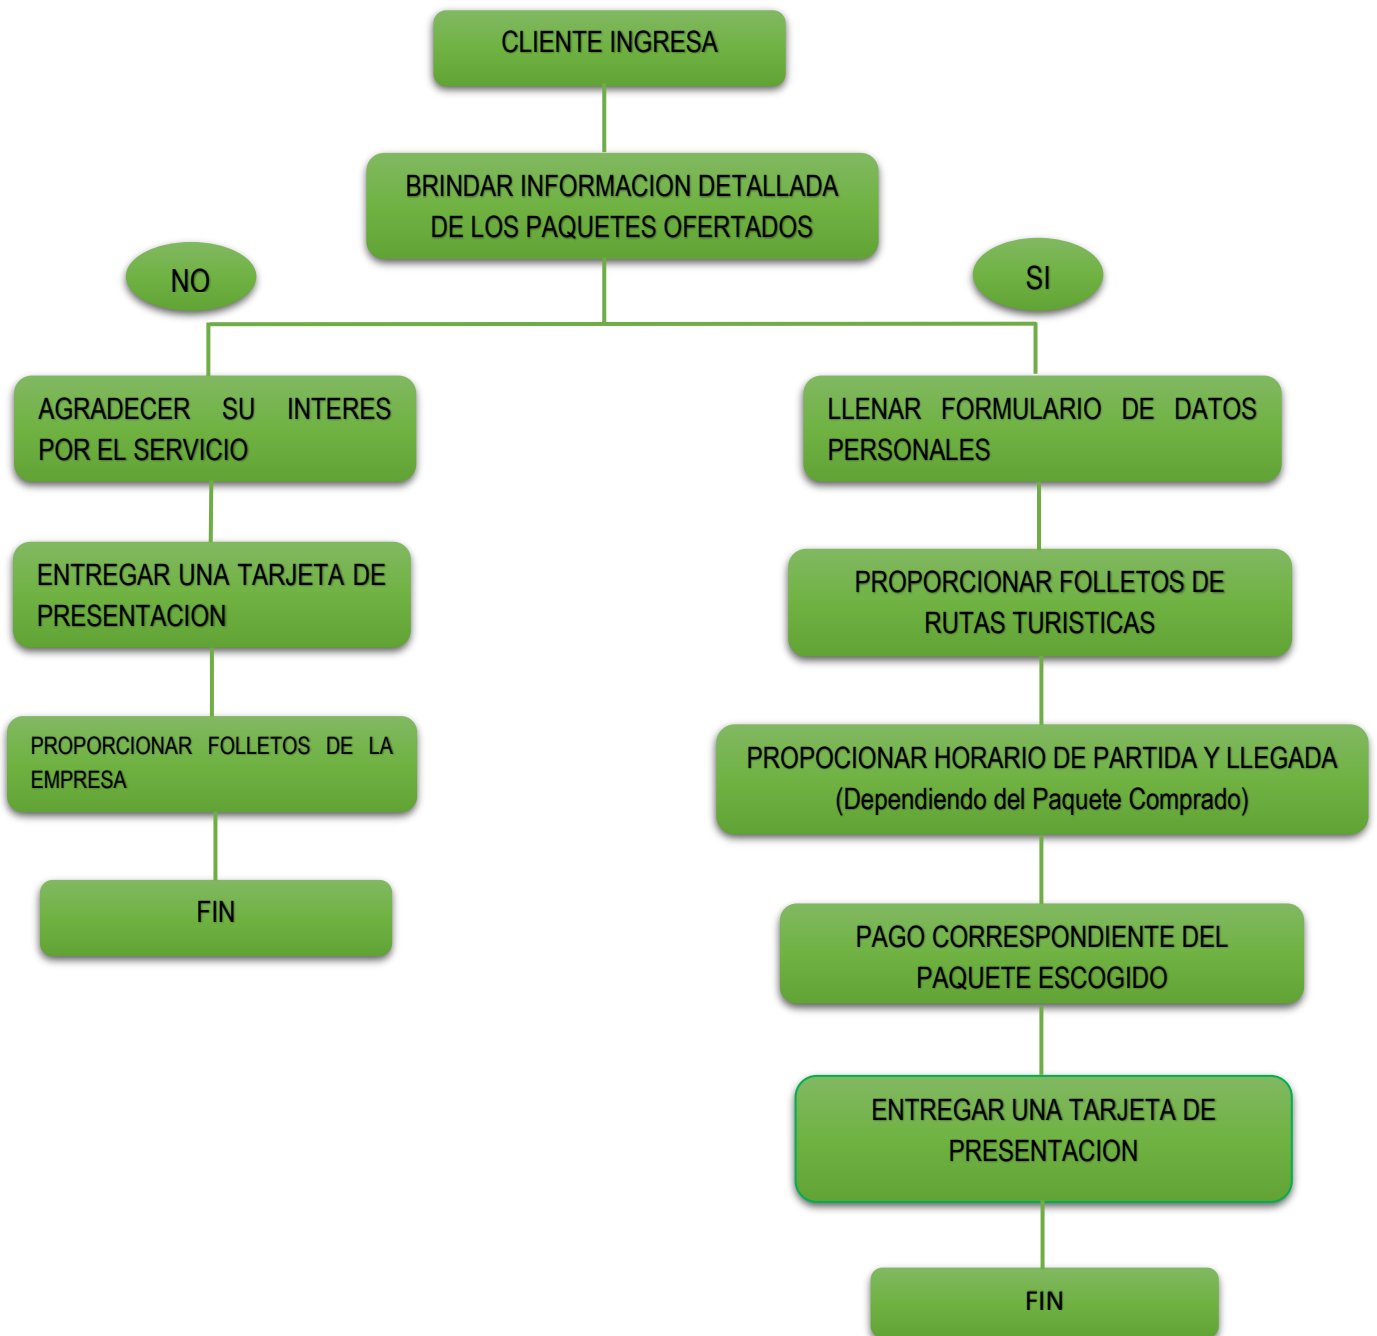 CLIENTE INGRESA
BRINDAR INFORMACION DETALLADA
DE LOS PAQUETES OFERTADOS
NO
SI
AGRADECER SU INTERES
POR EL SERVICIO
ENTREGAR UNA TARJETA DE
PRESENTACION
PROPORCIONAR FOLLETOS DE LA
EMPRESA
FIN
LLENAR FORMULARIO DE DATOS
PERSONALES
PROPORCIONAR FOLLETOS DE
RUTAS TURISTICAS
PROPOCIONAR HORARIO DE PARTIDA Y LLEGADA
(Dependiendo del Paquete Comprado)
PAGO CORRESPONDIENTE DEL
PAQUETE ESCOGIDO
ENTREGAR UNA TARJETA DE
PRESENTACION
FIN